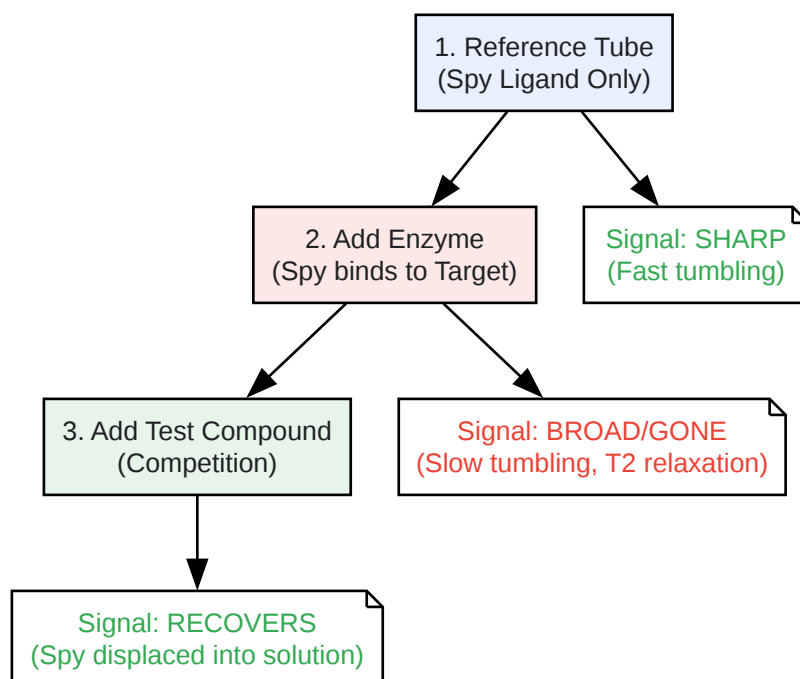 1. Reference Tube
(Spy Ligand Only)
2. Add Enzyme
(Spy binds to Target)
Signal: SHARP
(Fast tumbling)
3. Add Test Compound
(Competition)
Signal: BROAD/GONE
(Slow tumbling, T2 relaxation)
Signal: RECOVERS
(Spy displaced into solution)